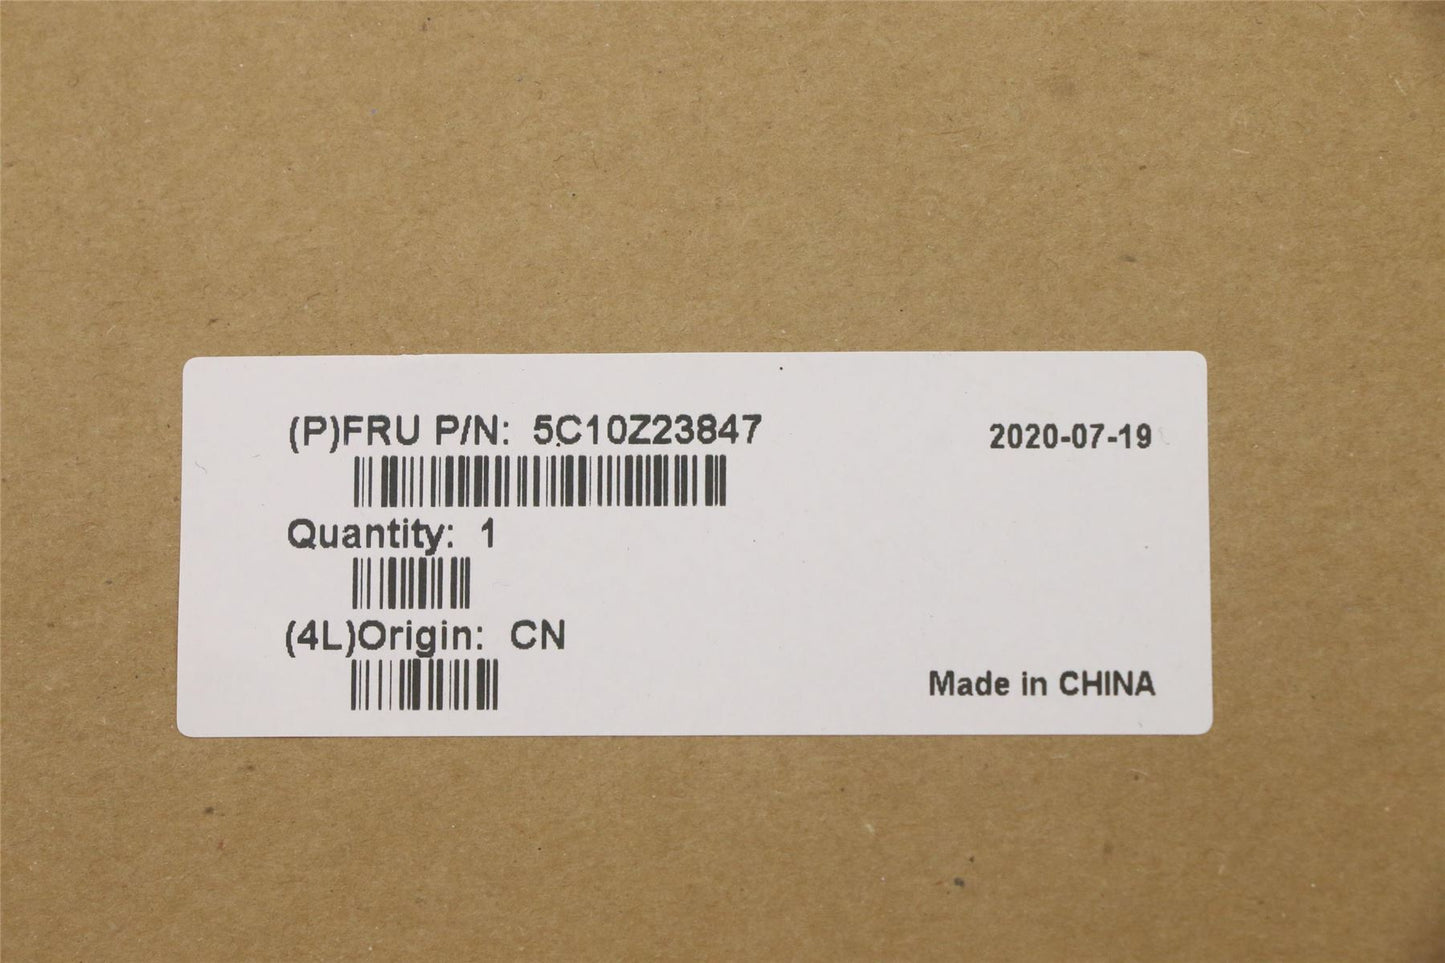 (P)FRU P/N: 5C10Z23847
2020-07-19
Quantity: 1
(4L)Origin: CN
Made in CHINA